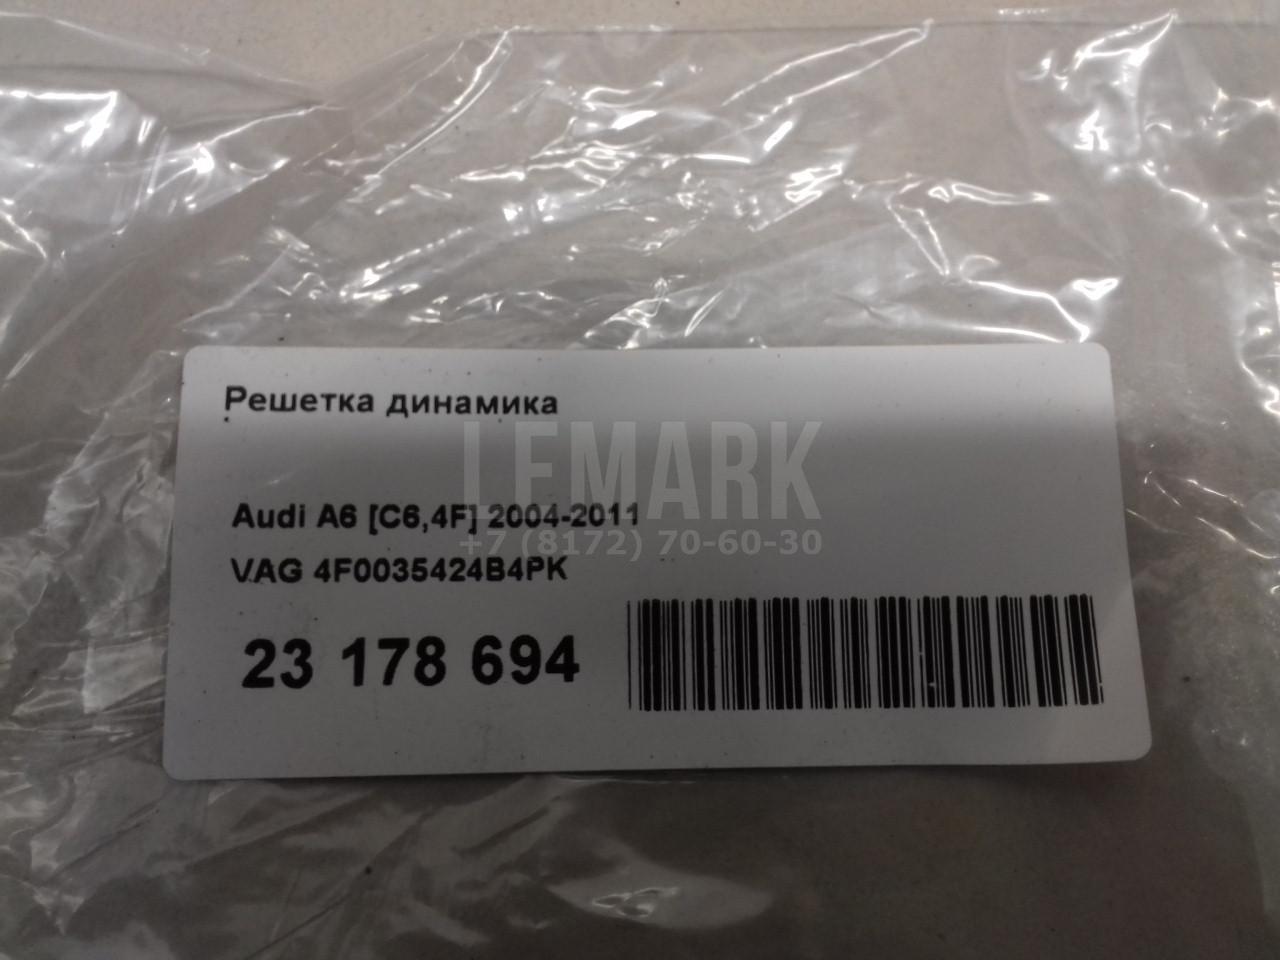 Решетка динамика
LEMARK
Audi A6 [C6,4F] 2004-2011
+7 (8172) 70-60-30
VAG 4F0035424B4PK
23 178 694